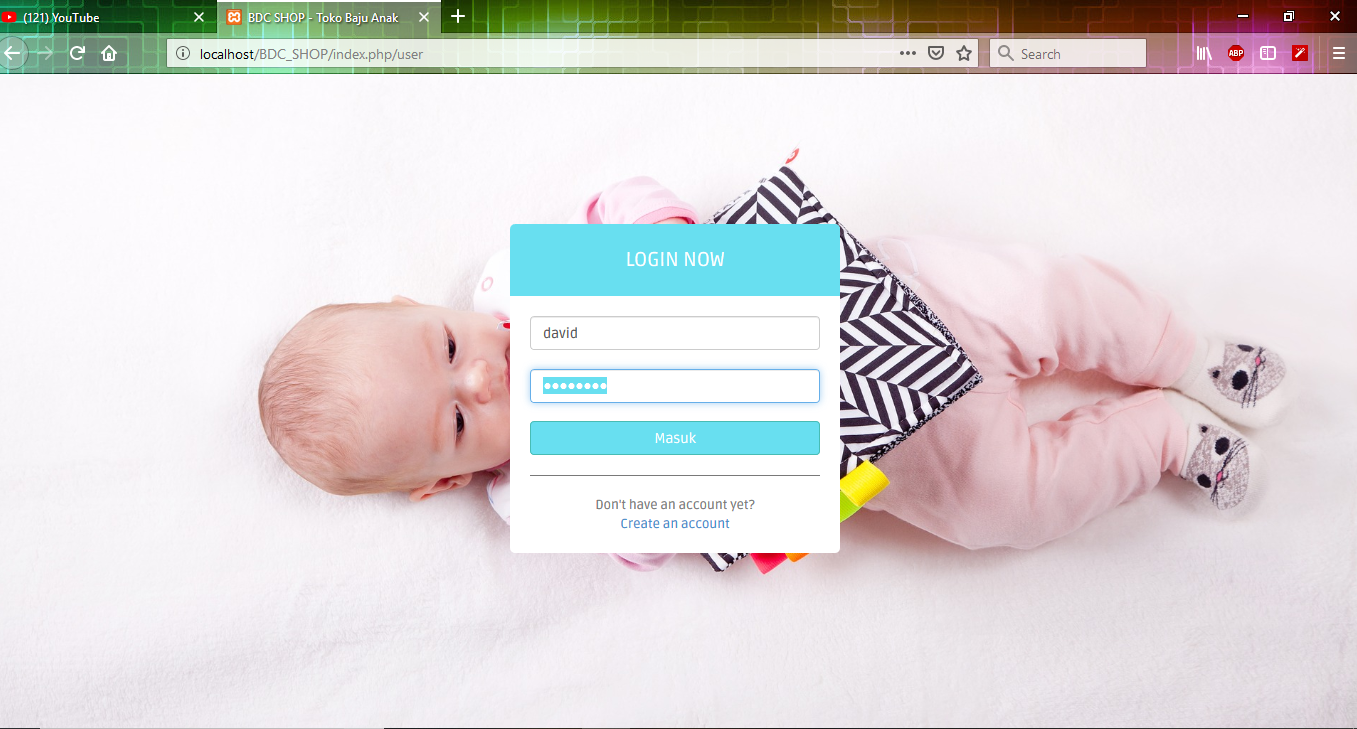 (121) YouTube
BDC SHOP - Toko Baju Anak
localhost/BDC_SHOP/index.php/user
Search
ABP
LOGIN NOW
david
••••••••
Masuk
Don't have an account yet?
Create an account